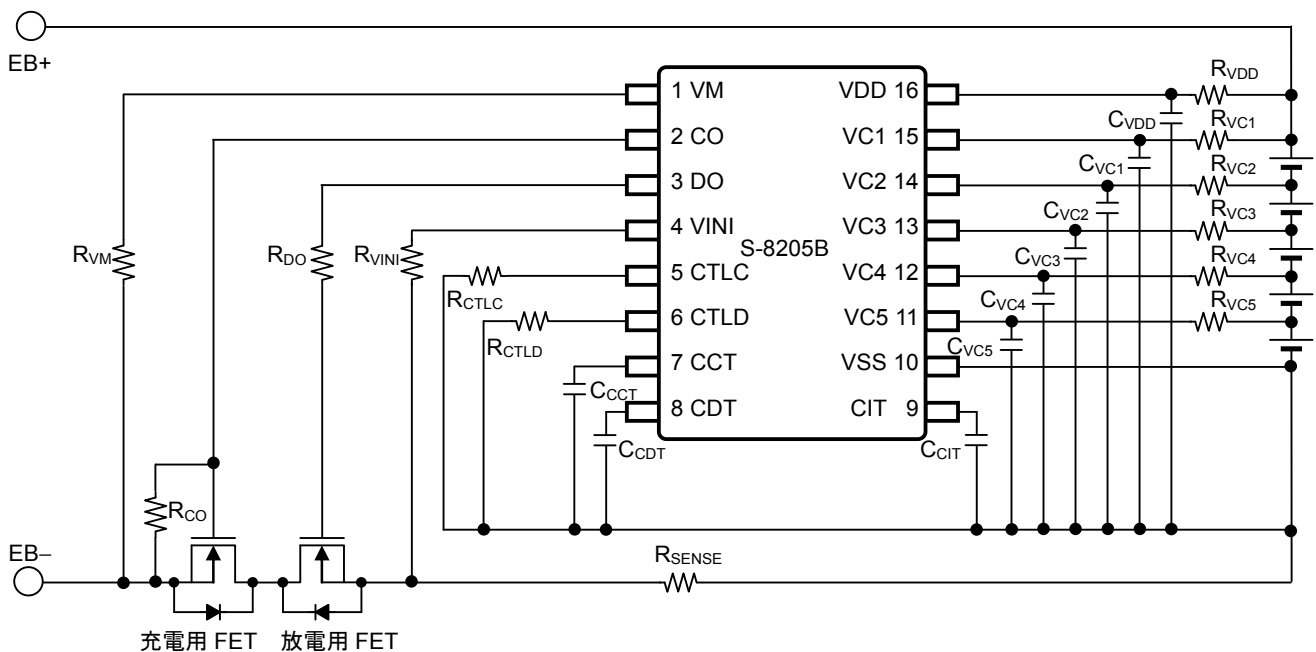 EB+
1 VM
2 CO
3 DO
4 VINI
5 CTLC
6 CTLD
7 CCT
8 CDT
S-8205B
VDD 16
VC1 15
VC2 14
VC3 13
VC4 12
VC5 11
VSS 10
CIT 9
RVDD
RVC1
RVC2
RVC3
RVC4
RVC5
CVDD
CVC1
CVC2
CVC3
CVC4
CVC5
RVM
RDO
RVINI
RCTLC
RCTLD
CCCT
CCDT
CCIT
RCO
EB–
RSENSE
充電用 FET 放電用 FET